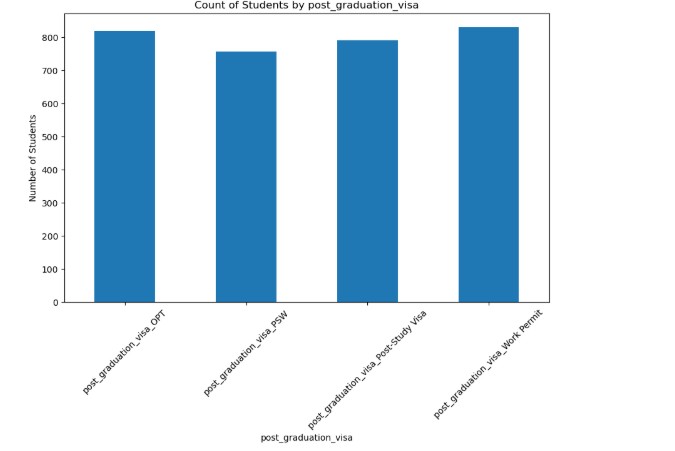 Count of Students by post_graduation_visa
Number of Students
800
700
600
500
400
300
200
100
0
post_graduation_visa_OPT
post_graduation_visa_PSW
post_graduation_visa_Post-Study Visa
post_graduation_visa_Work Permit
post_graduation_visa